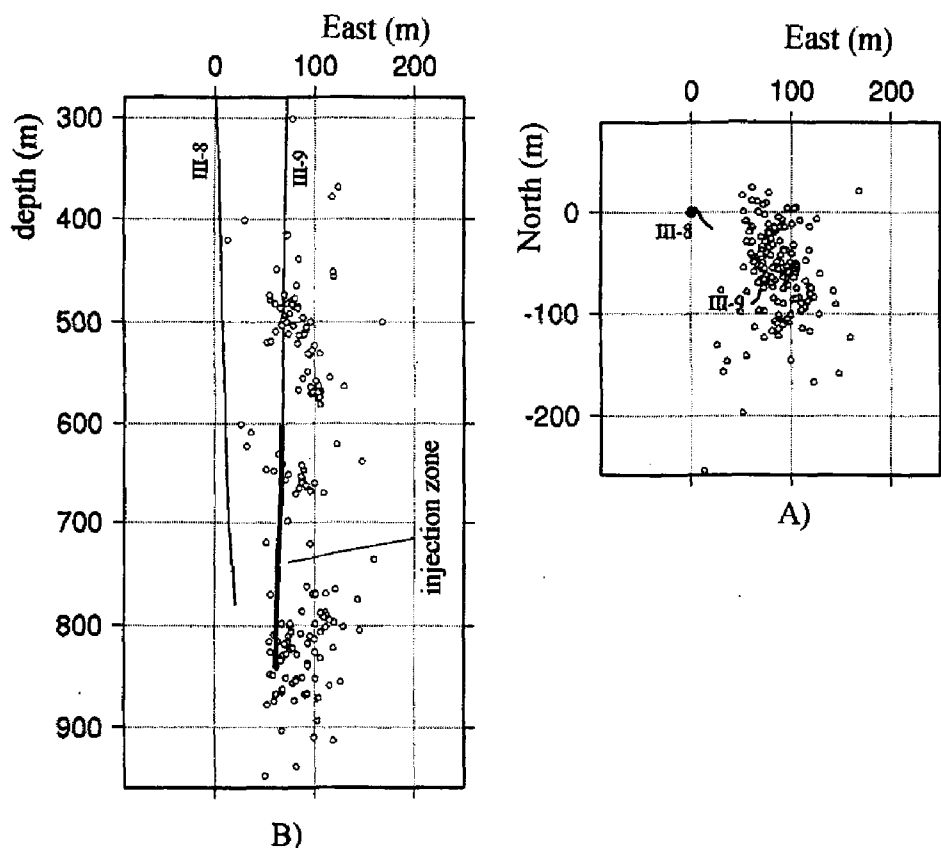 East (m)
0 100 200
depth (m)
300
400
500
600
700
800
900
III-8
III-9
injection zone
B)
East (m)
0 100 200
North (m)
0
-100
-200
III-8
III-9
A)